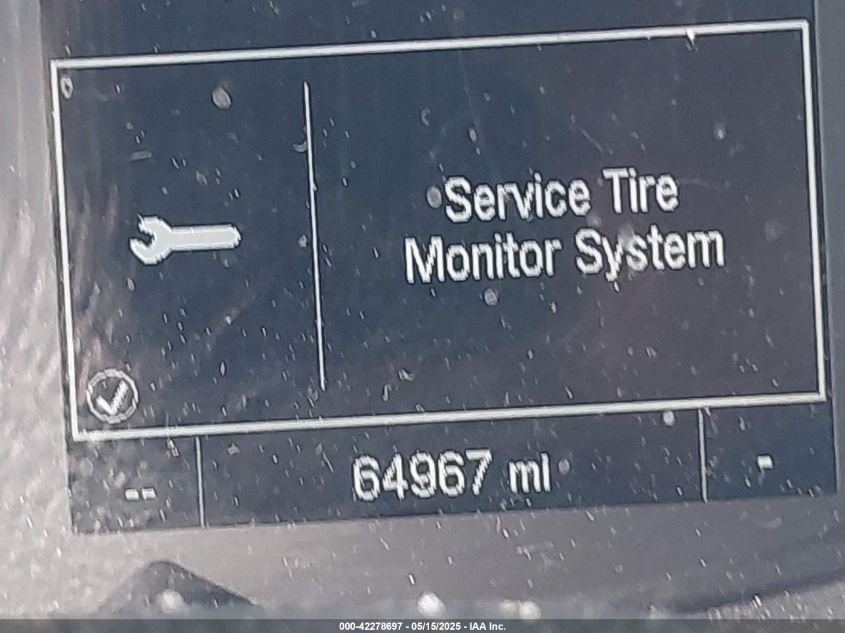 Service Tire
Monitor System
-- 64967 mi -
000-42278697 - 05/15/2025 - IAA Inc.